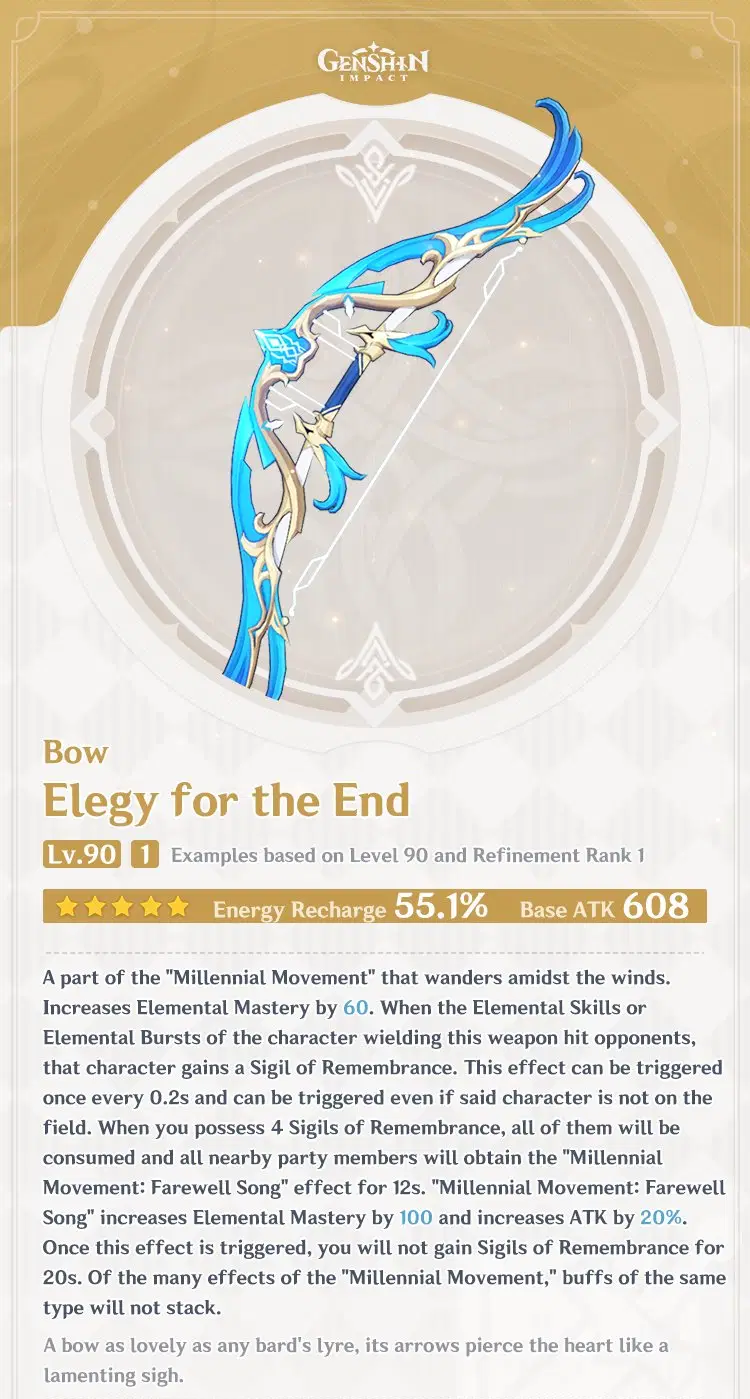 GENSHIN
IMPACT
Bow
Elegy for the End
Lv.90 1 Examples based on Level 90 and Refinement Rank 1
Energy Recharge 55.1% Base ATK 608
A part of the "Millennial Movement" that wanders amidst the winds.
Increases Elemental Mastery by 60. When the Elemental Skills or
Elemental Bursts of the character wielding this weapon hit opponents,
that character gains a Sigil of Remembrance. This effect can be triggered
once every 0.2s and can be triggered even if said character is not on the
field. When you possess 4 Sigils of Remembrance, all of them will be
consumed and all nearby party members will obtain the "Millennial
Movement: Farewell Song" effect for 12s. "Millennial Movement: Farewell
Song" increases Elemental Mastery by 100 and increases ATK by 20%.
Once this effect is triggered, you will not gain Sigils of Remembrance for
20s. Of the many effects of the "Millennial Movement," buffs of the same
type will not stack.
A bow as lovely as any bard's lyre, its arrows pierce the heart like a
lamenting sigh.